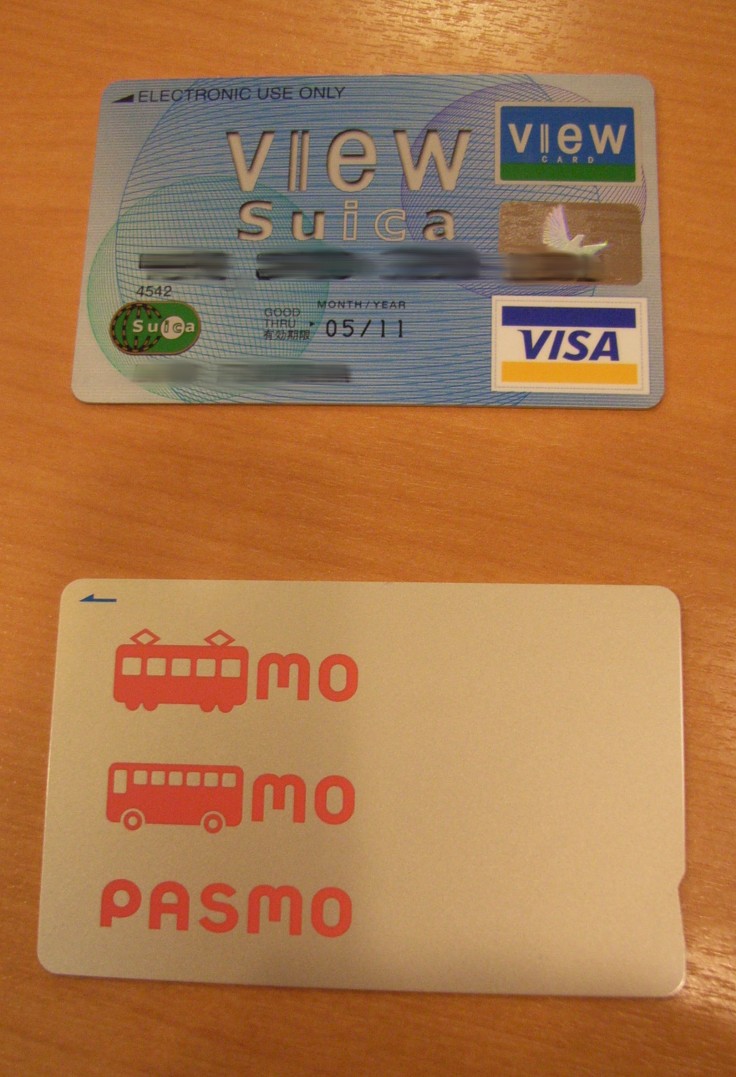 ELECTRONIC USE ONLY
VIEW
Suica
VIEW
CARD
4542
Suica
MONTH/YEAR
GOOD
THRU
有効期限
05/11
VISA
mo
mo
PASMO